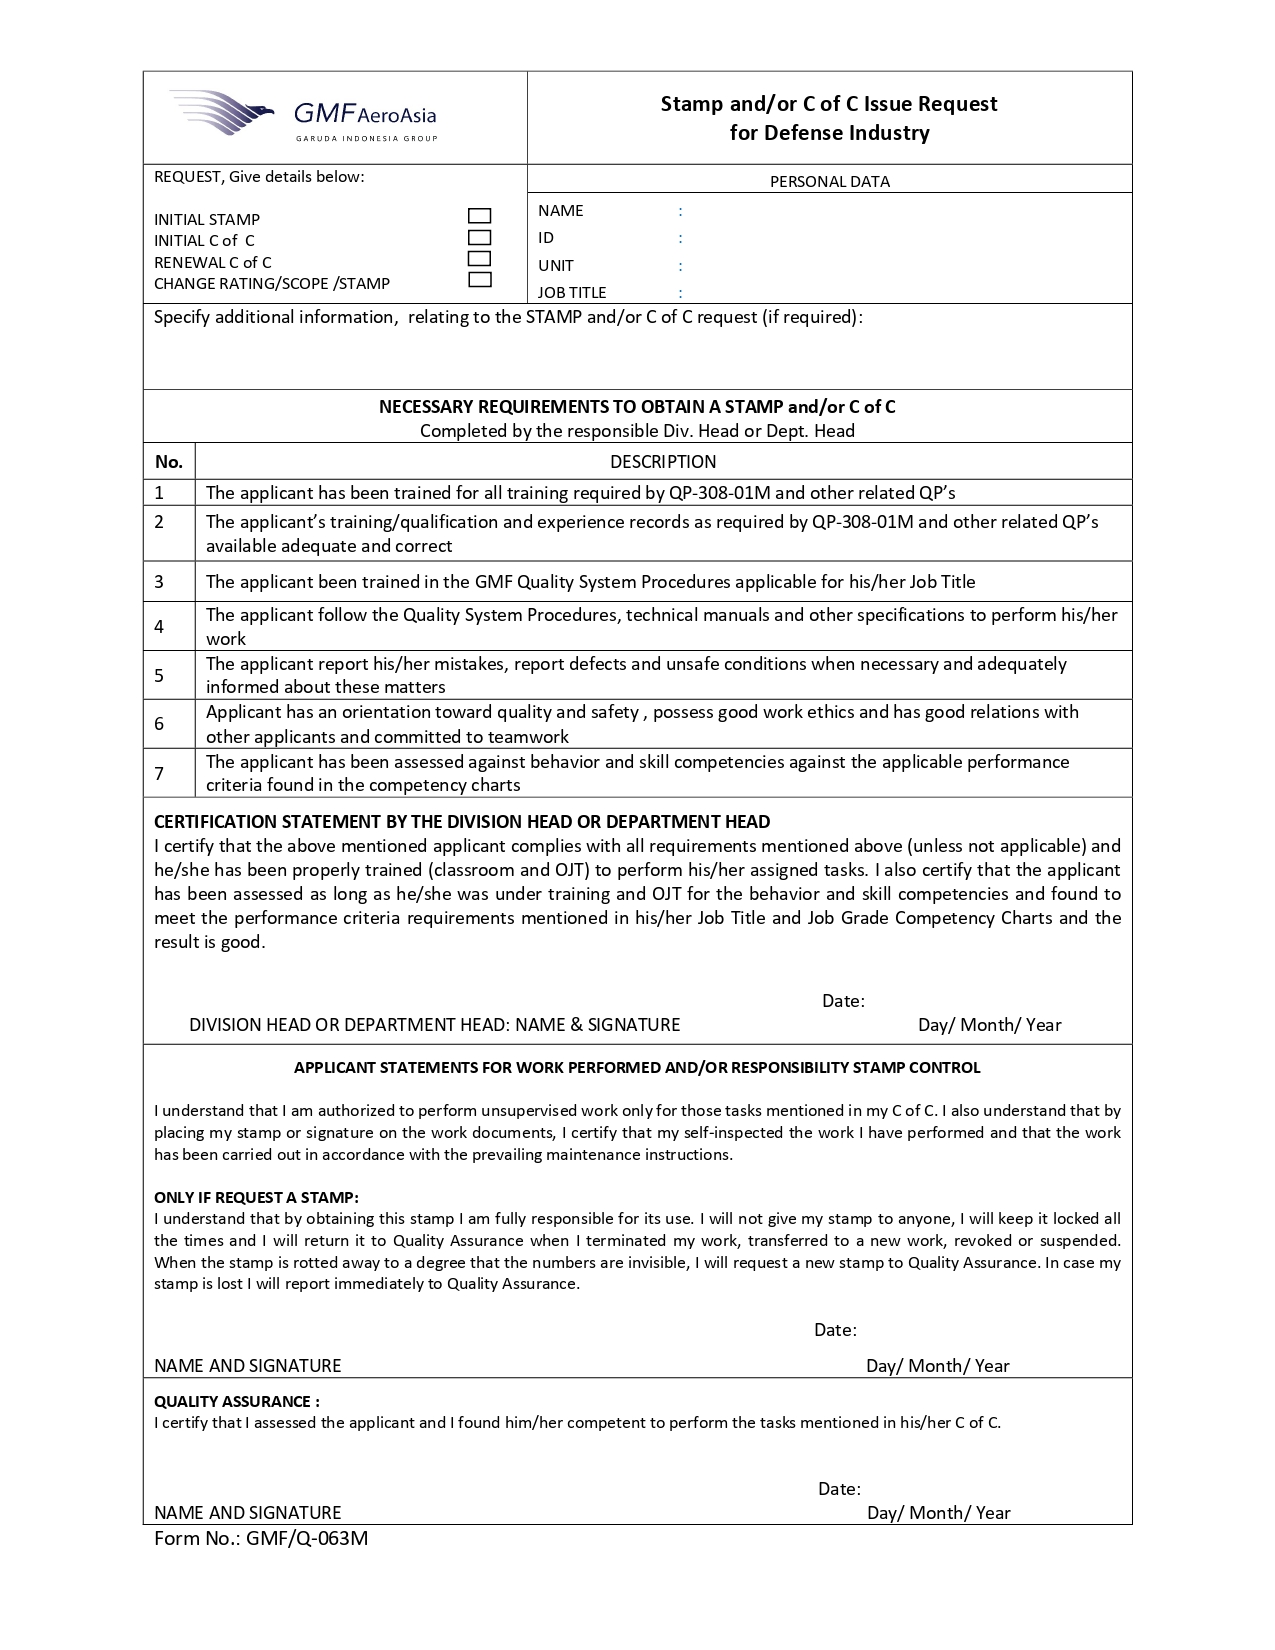 GMF AeroAsia
GARUDA INDONESIA GROUP
Stamp and/or C of C Issue Request
for Defense Industry
REQUEST, Give details below:
INITIAL STAMP
INITIAL C of  C
RENEWAL C of C
CHANGE RATING/SCOPE /STAMP
PERSONAL DATA
NAME :
ID :
UNIT :
JOB TITLE :
Specify additional information,  relating to the STAMP and/or C of C request (if required):
NECESSARY REQUIREMENTS TO OBTAIN A STAMP and/or C of C
Completed by the responsible Div. Head or Dept. Head
No. DESCRIPTION
1 The applicant has been trained for all training required by QP-308-01M and other related QP’s
2 The applicant’s training/qualification and experience records as required by QP-308-01M and other related QP’s
available adequate and correct
3 The applicant been trained in the GMF Quality System Procedures applicable for his/her Job Title
4 The applicant follow the Quality System Procedures, technical manuals and other specifications to perform his/her
work
5 The applicant report his/her mistakes, report defects and unsafe conditions when necessary and adequately
informed about these matters
6 Applicant has an orientation toward quality and safety , possess good work ethics and has good relations with
other applicants and committed to teamwork
7 The applicant has been assessed against behavior and skill competencies against the applicable performance
criteria found in the competency charts
CERTIFICATION STATEMENT BY THE DIVISION HEAD OR DEPARTMENT HEAD
I certify that the above mentioned applicant complies with all requirements mentioned above (unless not applicable) and
he/she has been properly trained (classroom and OJT) to perform his/her assigned tasks. I also certify that the applicant
has been assessed as long as he/she was under training and OJT for the behavior and skill competencies and found to
meet the performance criteria requirements mentioned in his/her Job Title and Job Grade Competency Charts and the
result is good.
Date:
DIVISION HEAD OR DEPARTMENT HEAD: NAME & SIGNATURE Day/ Month/ Year
APPLICANT STATEMENTS FOR WORK PERFORMED AND/OR RESPONSIBILITY STAMP CONTROL
I understand that I am authorized to perform unsupervised work only for those tasks mentioned in my C of C. I also understand that by
placing my stamp or signature on the work documents, I certify that my self-inspected the work I have performed and that the work
has been carried out in accordance with the prevailing maintenance instructions.
ONLY IF REQUEST A STAMP:
I understand that by obtaining this stamp I am fully responsible for its use. I will not give my stamp to anyone, I will keep it locked all
the times and I will return it to Quality Assurance when I terminated my work, transferred to a new work, revoked or suspended.
When the stamp is rotted away to a degree that the numbers are invisible, I will request a new stamp to Quality Assurance. In case my
stamp is lost I will report immediately to Quality Assurance.
Date:
NAME AND SIGNATURE Day/ Month/ Year
QUALITY ASSURANCE :
I certify that I assessed the applicant and I found him/her competent to perform the tasks mentioned in his/her C of C.
Date:
NAME AND SIGNATURE Day/ Month/ Year
Form No.: GMF/Q-063M